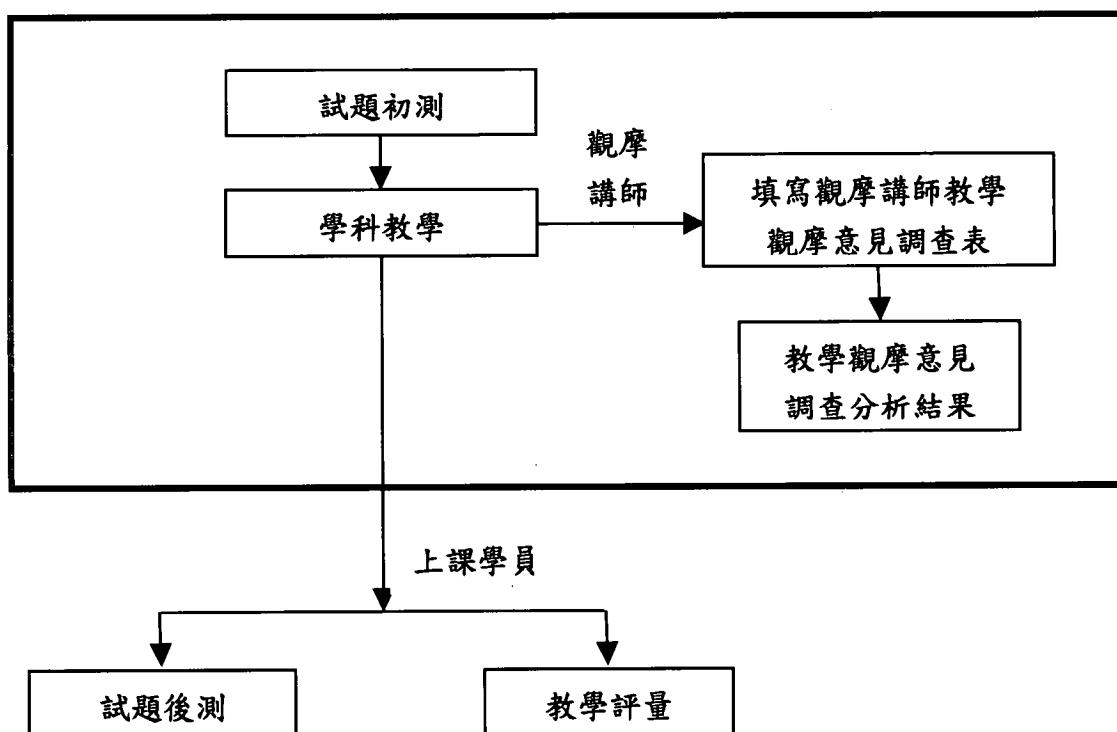 試題初測
觀摩
講師
學科教學
填寫觀摩講師教學
觀摩意見調查表
教學觀摩意見
調查分析結果
上課學員
試題後測
教學評量